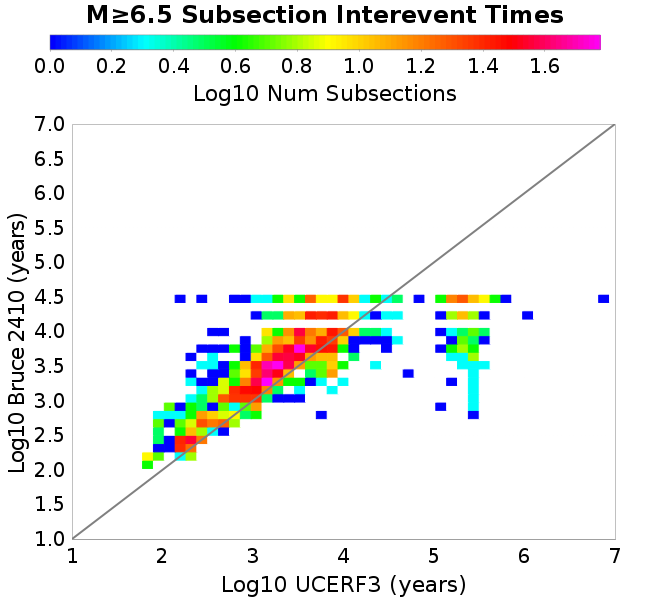 M≥6.5 Subsection Interevent Times
0.0 0.2 0.4 0.6 0.8 1.0 1.2 1.4 1.6
Log10 Num Subsections
Log10 Bruce 2410 (years)
7.0
6.5
6.0
5.5
5.0
4.5
4.0
3.5
3.0
2.5
2.0
1.5
1.0
1 2 3 4 5 6 7
Log10 UCERF3 (years)